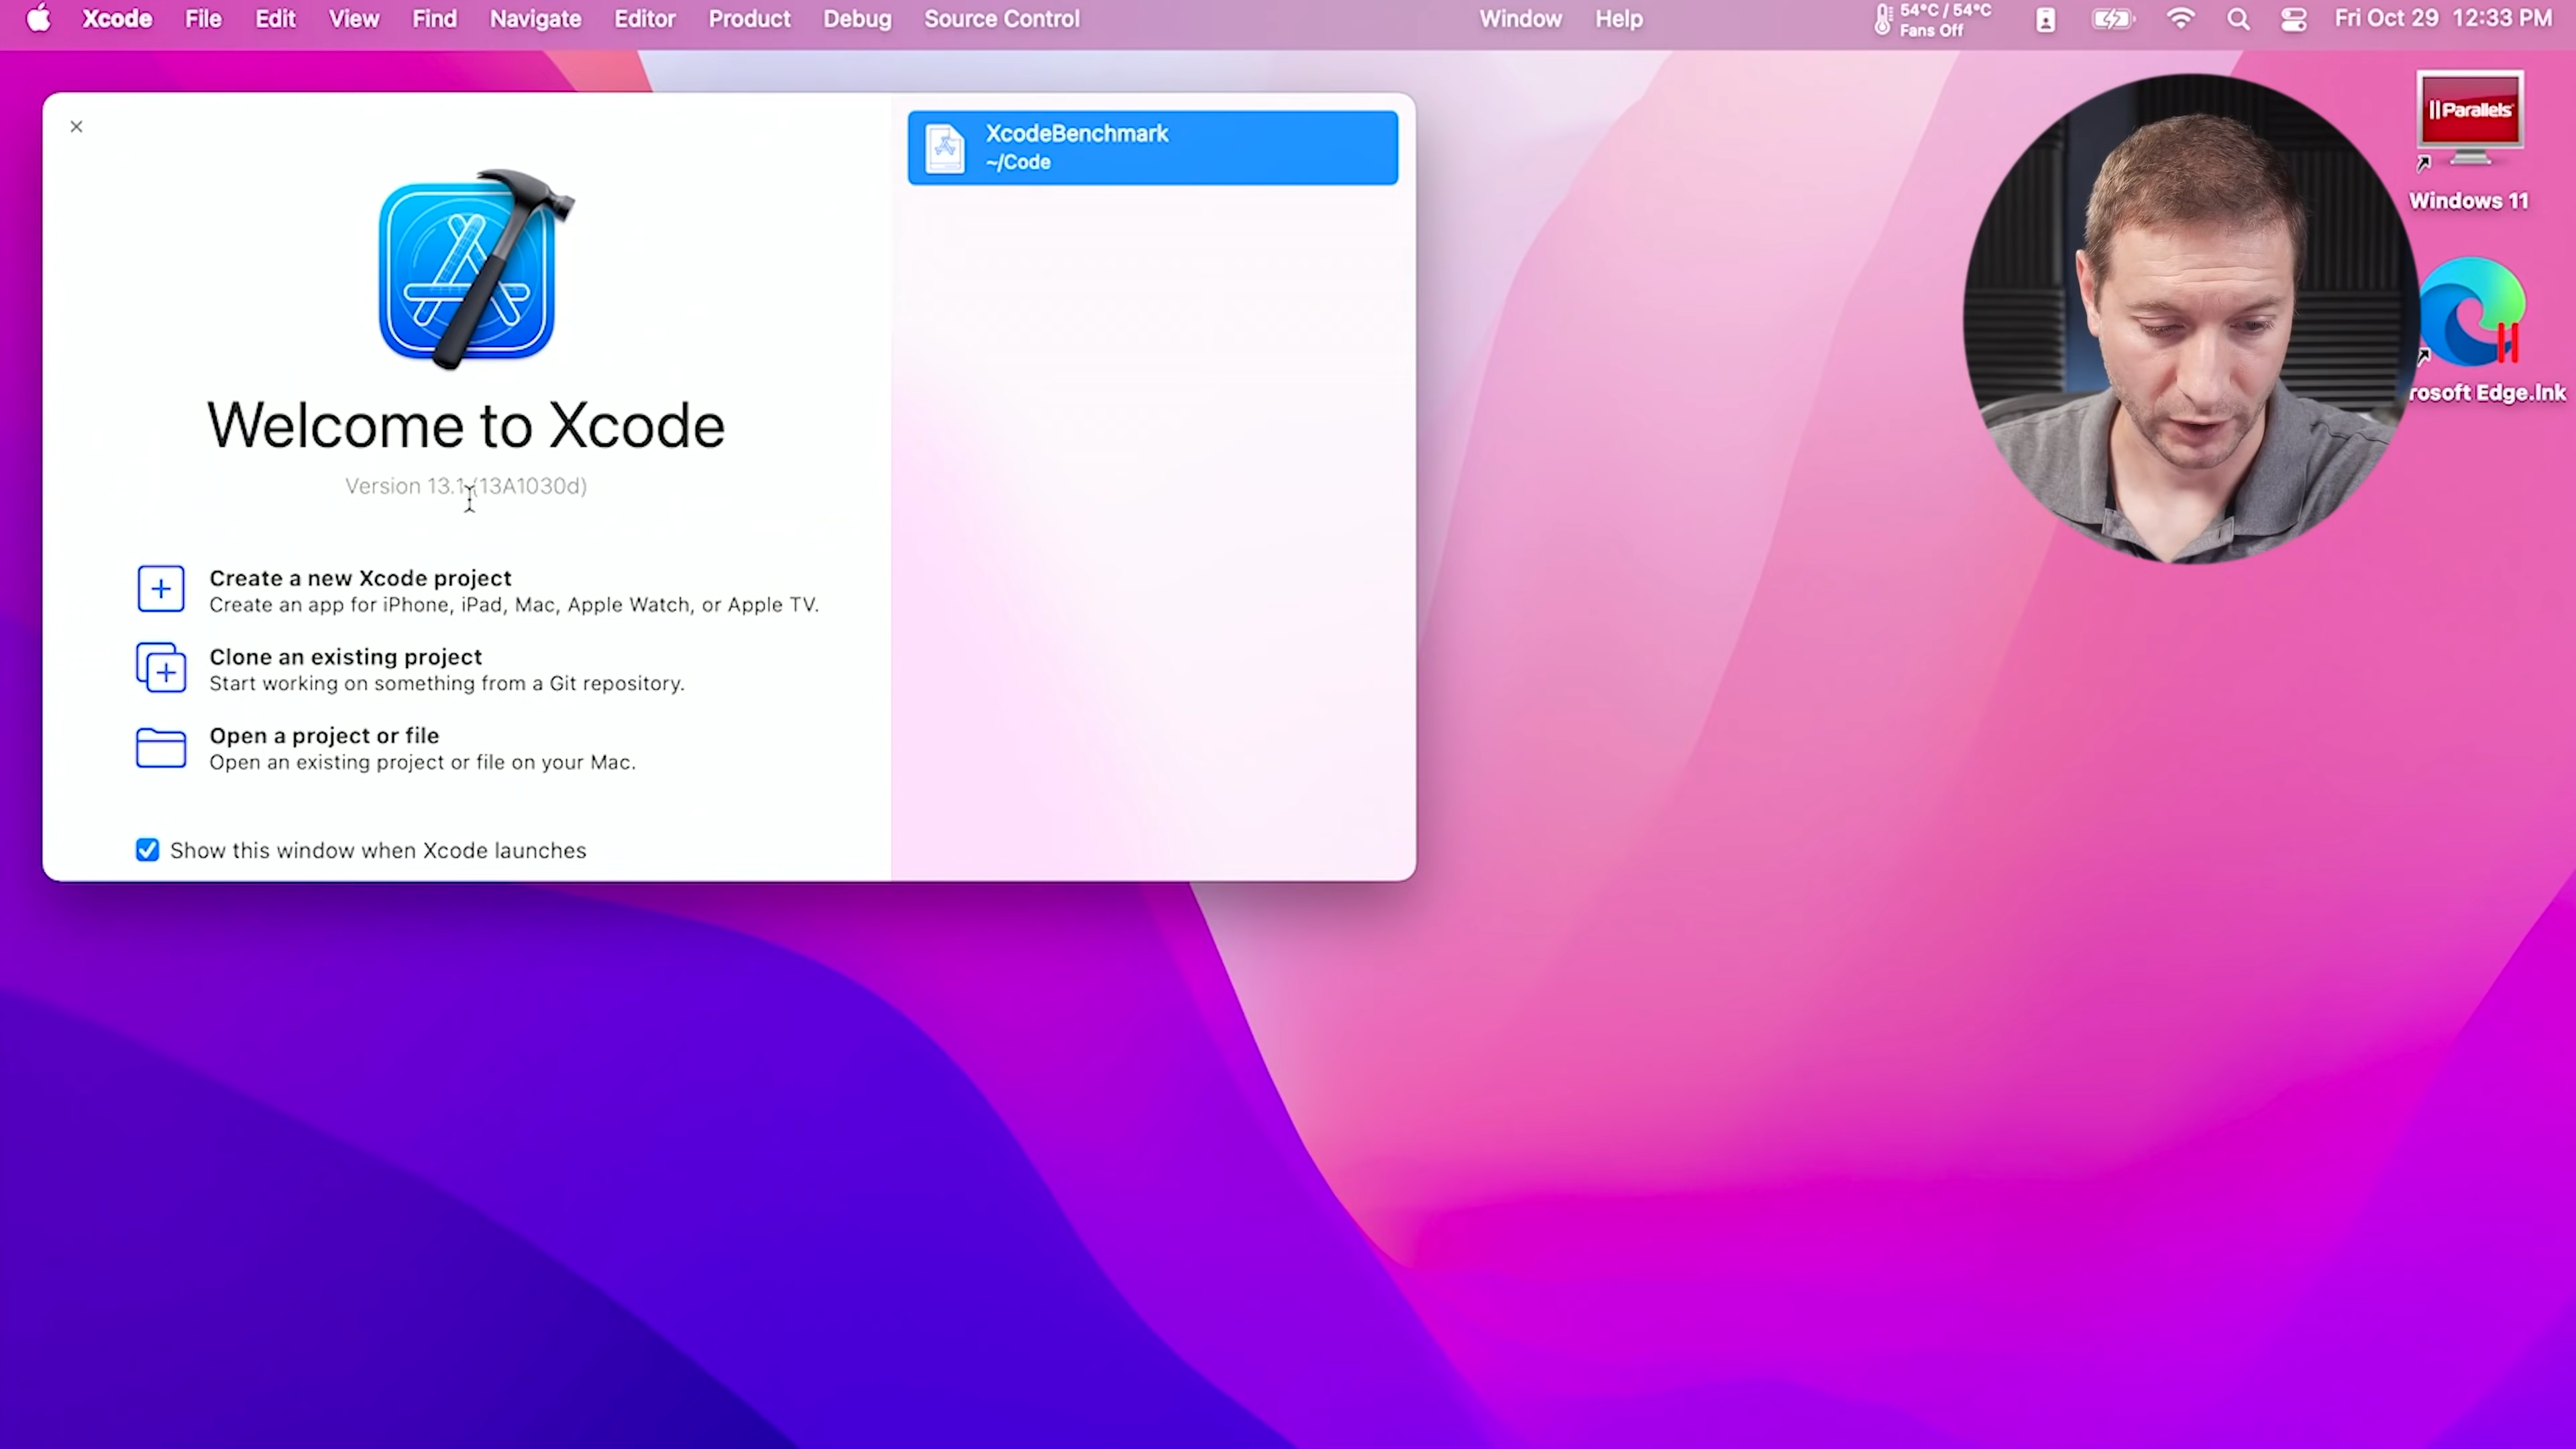 Xcode File Edit View Find Navigate Editor Product Debug Source Control Window Help
54°C / 54°C
Fans Off
Fri Oct 29 12:33 PM
XcodeBenchmark
~/Code
Welcome to Xcode
Version 13.1 (13A1030d)
Create a new Xcode project
Create an app for iPhone, iPad, Mac, Apple Watch, or Apple TV.
Clone an existing project
Start working on something from a Git repository.
Open a project or file
Open an existing project or file on your Mac.
Show this window when Xcode launches
Parallels
Windows 11
rosoft Edge.lnk